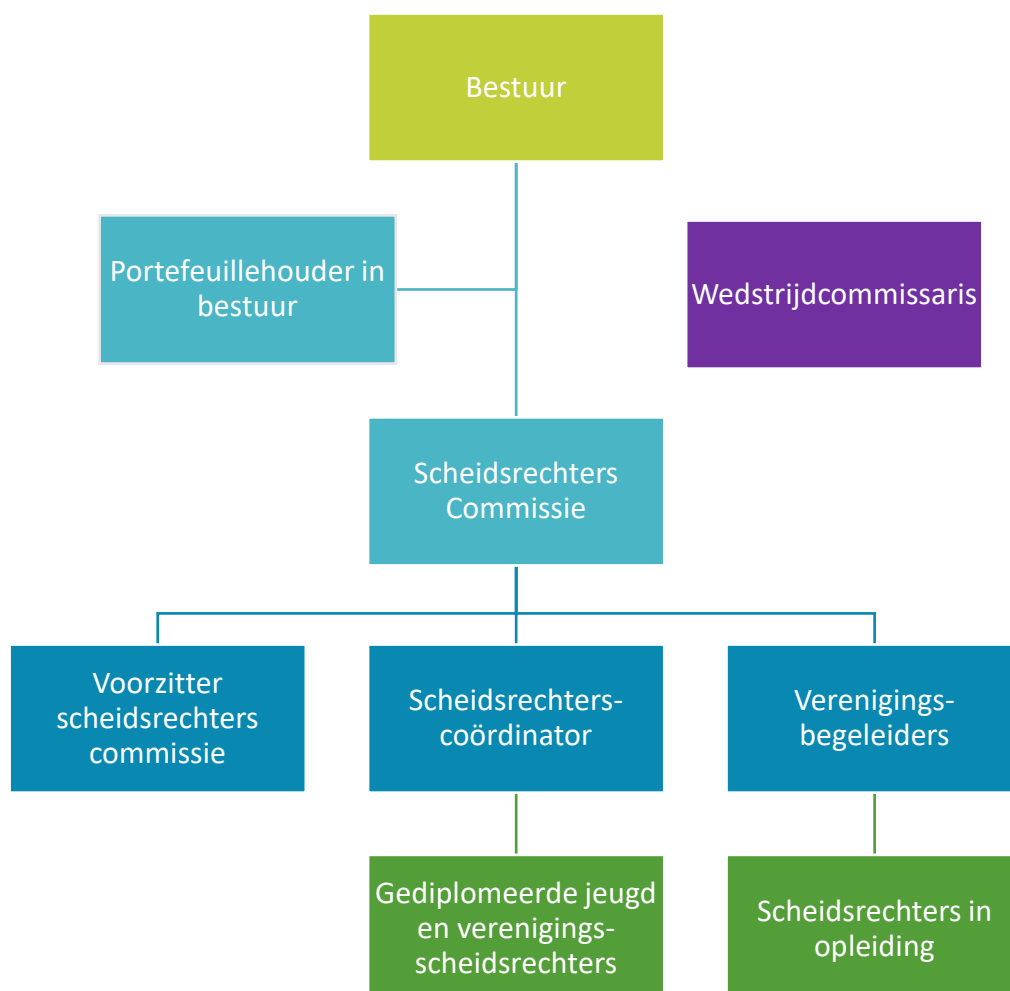 Bestuur
Portefeuillehouder in
bestuur
Wedstrijdcommissaris
Scheidsrechters
Commissie
Voorzitter
scheidsrechters
commissie
Scheidsrechters-
coördinator
Verenigings-
begeleiders
Gediplomeerde jeugd
en verenigings-
scheidsrechters
Scheidsrechters in
opleiding